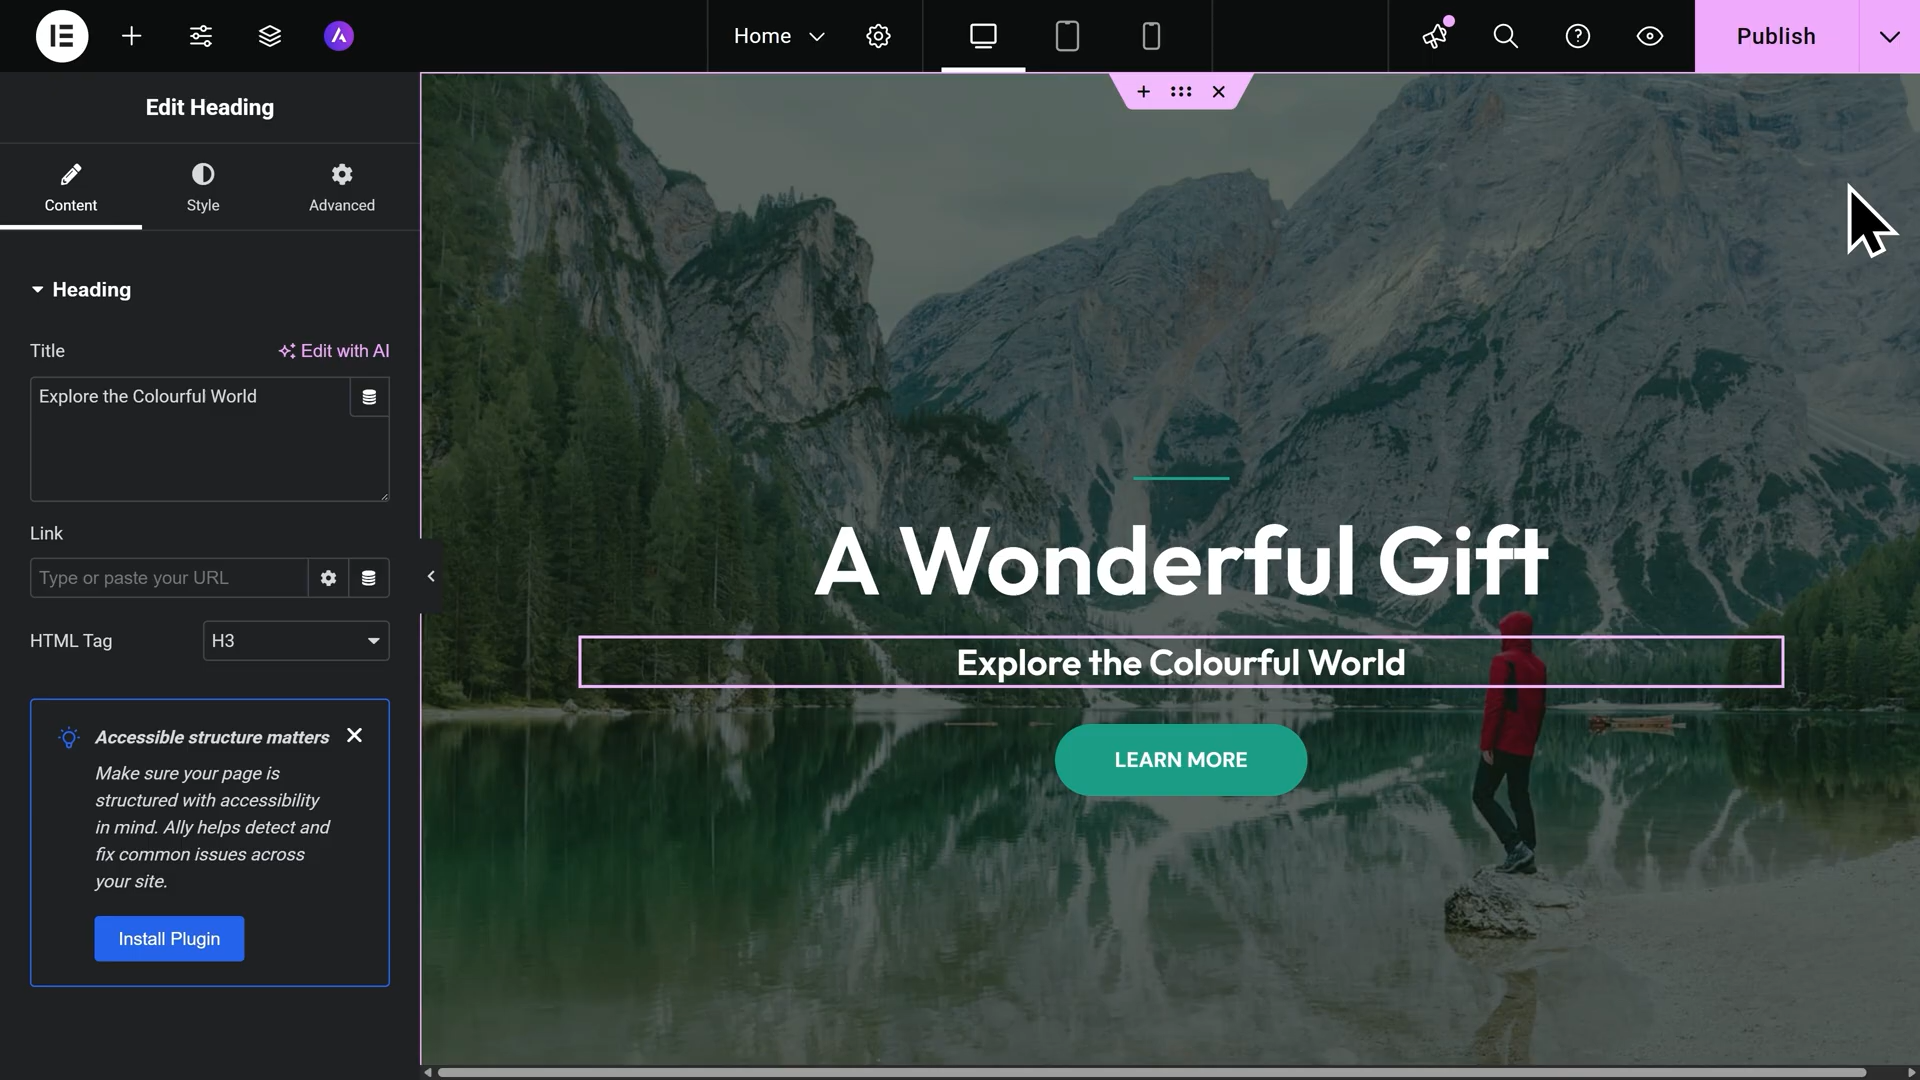 Home
Publish
Edit Heading
Content
Style
Advanced
Heading
Title
Edit with AI
Explore the Colourful World
Link
Type or paste your URL
HTML Tag
H3
Accessible structure matters
Make sure your page is
structured with accessibility
in mind. Ally helps detect and
fix common issues across
your site.
Install Plugin
A Wonderful Gift
Explore the Colourful World
LEARN MORE